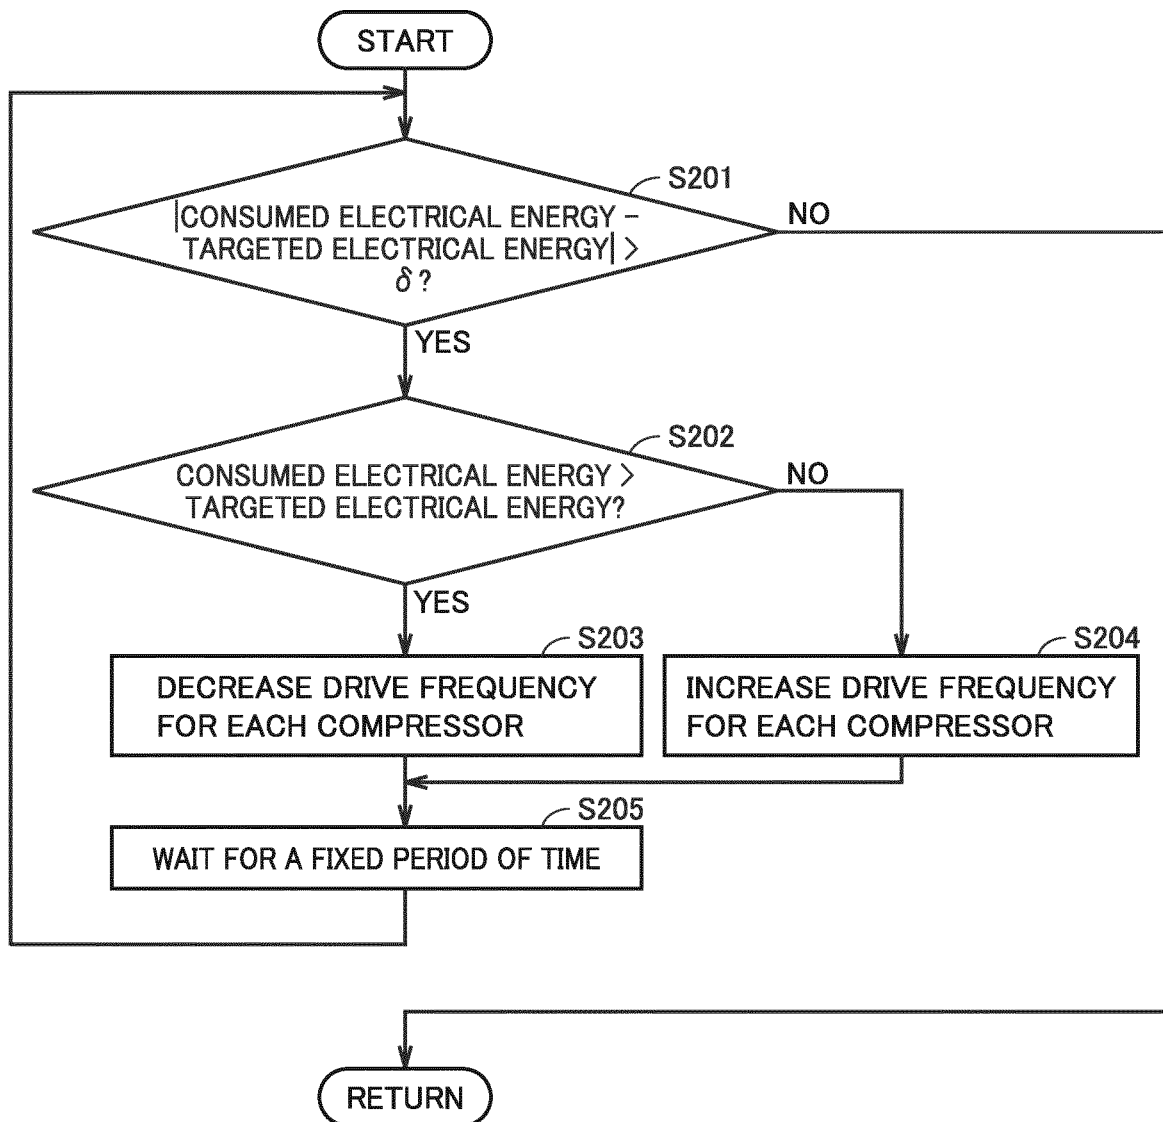 START
S201
|CONSUMED ELECTRICAL ENERGY –
TARGETED ELECTRICAL ENERGY| >
δ?
NO
YES
S202
CONSUMED ELECTRICAL ENERGY >
TARGETED ELECTRICAL ENERGY?
NO
YES
S203
DECREASE DRIVE FREQUENCY
FOR EACH COMPRESSOR
S204
INCREASE DRIVE FREQUENCY
FOR EACH COMPRESSOR
S205
WAIT FOR A FIXED PERIOD OF TIME
RETURN